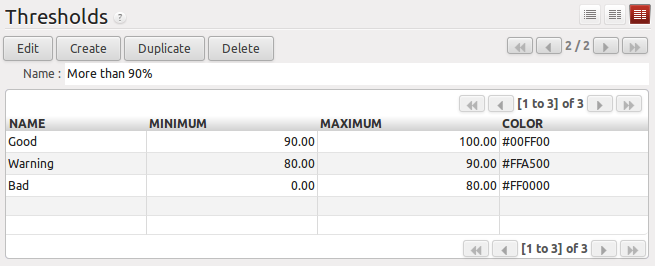 Thresholds ?
Edit Create Duplicate Delete 2 / 2
Name : More than 90%
[1 to 3] of 3
NAME MINIMUM MAXIMUM COLOR
Good 90.00 100.00 #00FF00
Warning 80.00 90.00 #FFA500
Bad 0.00 80.00 #FF0000
[1 to 3] of 3